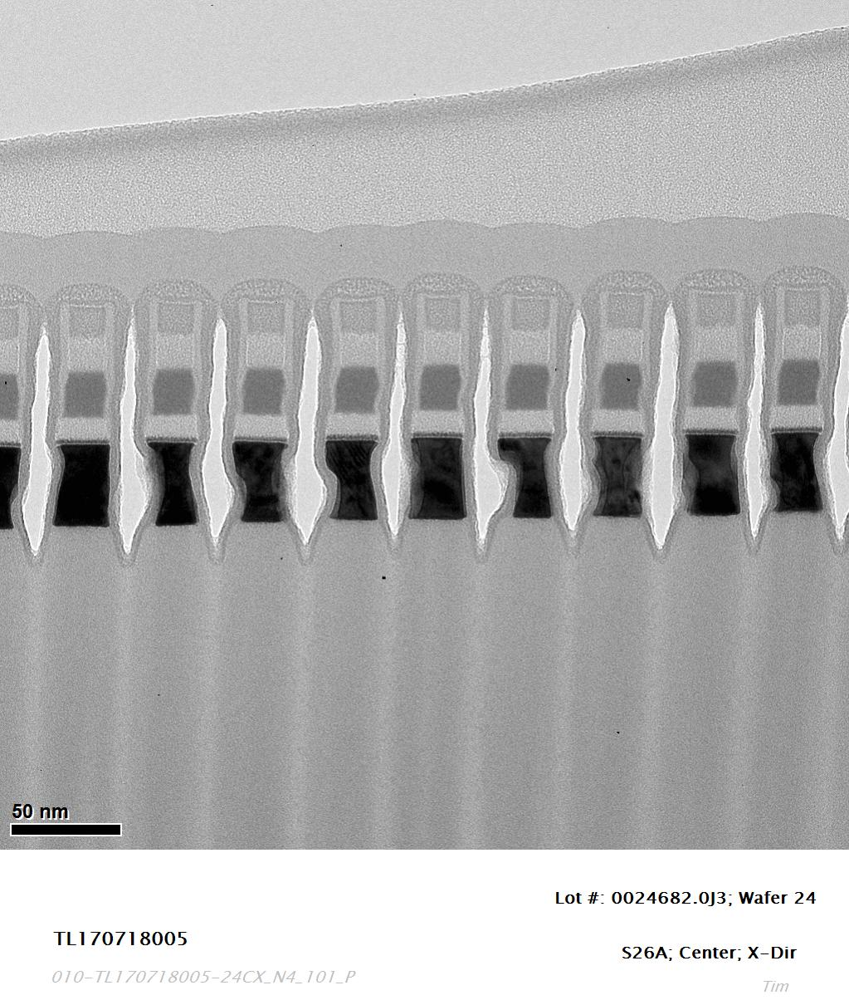 50 nm
Lot #: 0024682.0J3; Wafer 24
TL170718005
S26A; Center; X-Dir
010-TL170718005-24CX_N4_101_P
Tim